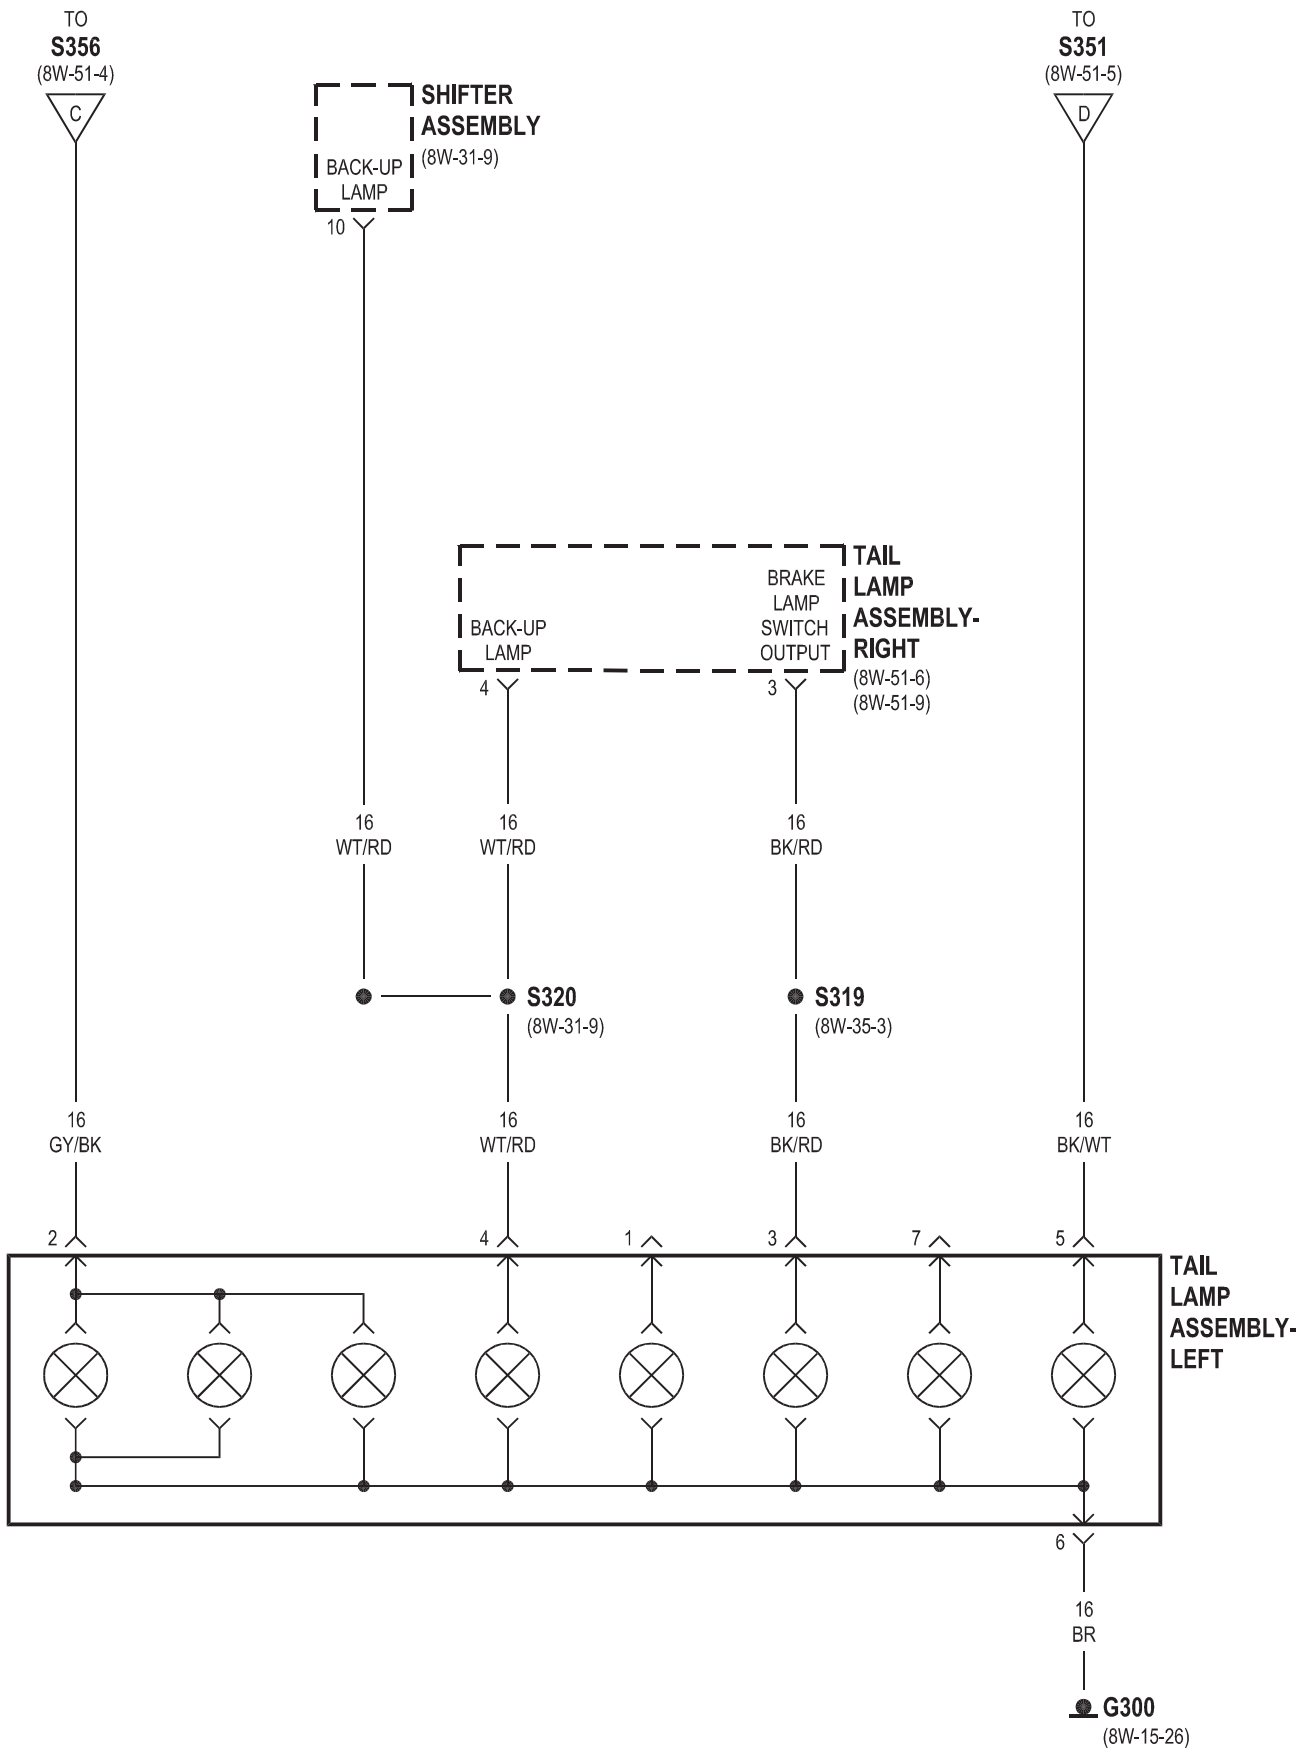 TO
S356
(8W-51-4)
C
SHIFTER
ASSEMBLY
(8W-31-9)
BACK-UP
LAMP
10
TO
S351
(8W-51-5)
D
TAIL
LAMP
ASSEMBLY-
RIGHT
(8W-51-6)
(8W-51-9)
BACK-UP
LAMP
BRAKE
LAMP
SWITCH
OUTPUT
4
3
16
WT/RD
16
WT/RD
16
BK/RD
S320
(8W-31-9)
S319
(8W-35-3)
16
GY/BK
16
WT/RD
16
BK/RD
16
BK/WT
2
4
1
3
7
5
TAIL
LAMP
ASSEMBLY-
LEFT
6
16
BR
G300
(8W-15-26)